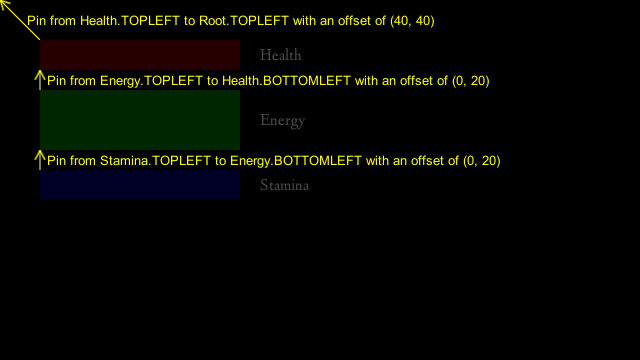 Pin from Health.TOPLEFT to Root.TOPLEFT with an offset of (40, 40)
Health
Pin from Energy.TOPLEFT to Health.BOTTOMLEFT with an offset of (0, 20)
Energy
Pin from Stamina.TOPLEFT to Energy.BOTTOMLEFT with an offset of (0, 20)
Stamina